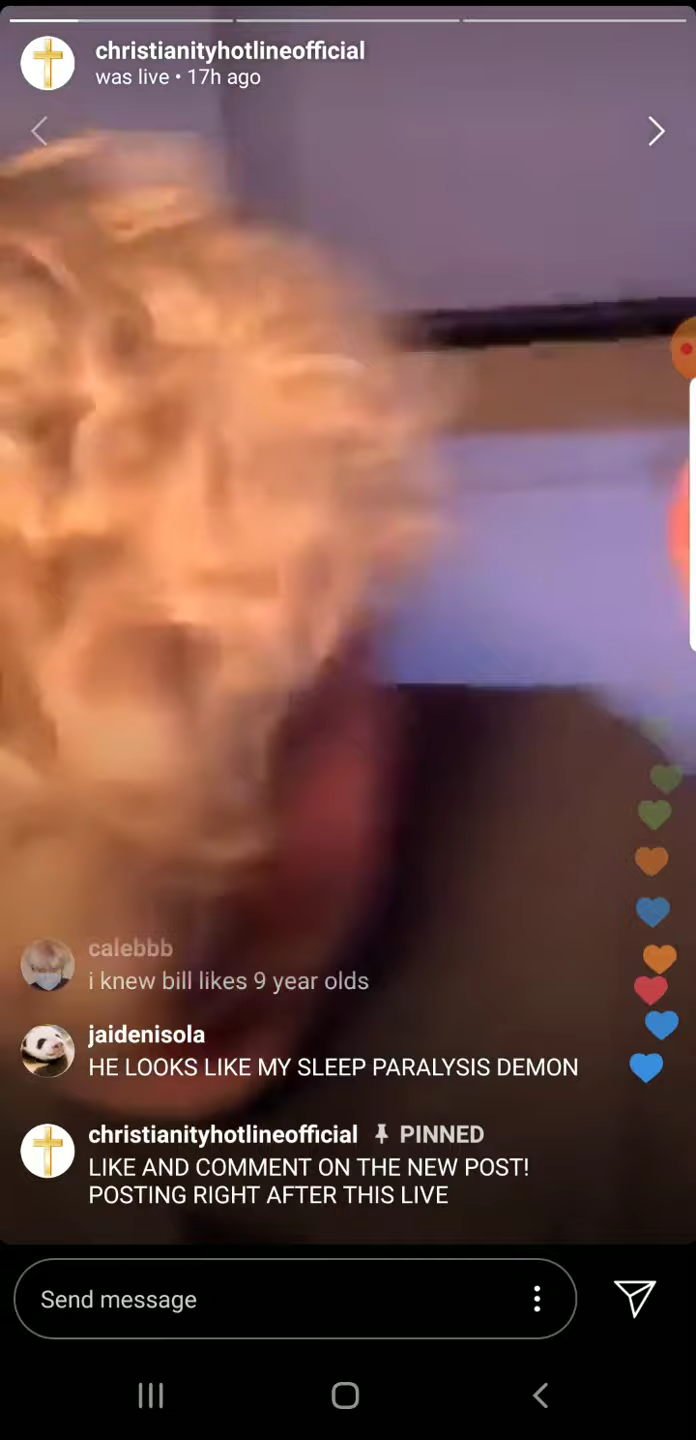 christianityhotlineofficial
was live • 17h ago
calebbb
i knew bill likes 9 year olds
jaidenisola
HE LOOKS LIKE MY SLEEP PARALYSIS DEMON
christianityhotlineofficial PINNED
LIKE AND COMMENT ON THE NEW POST!
POSTING RIGHT AFTER THIS LIVE
Send message